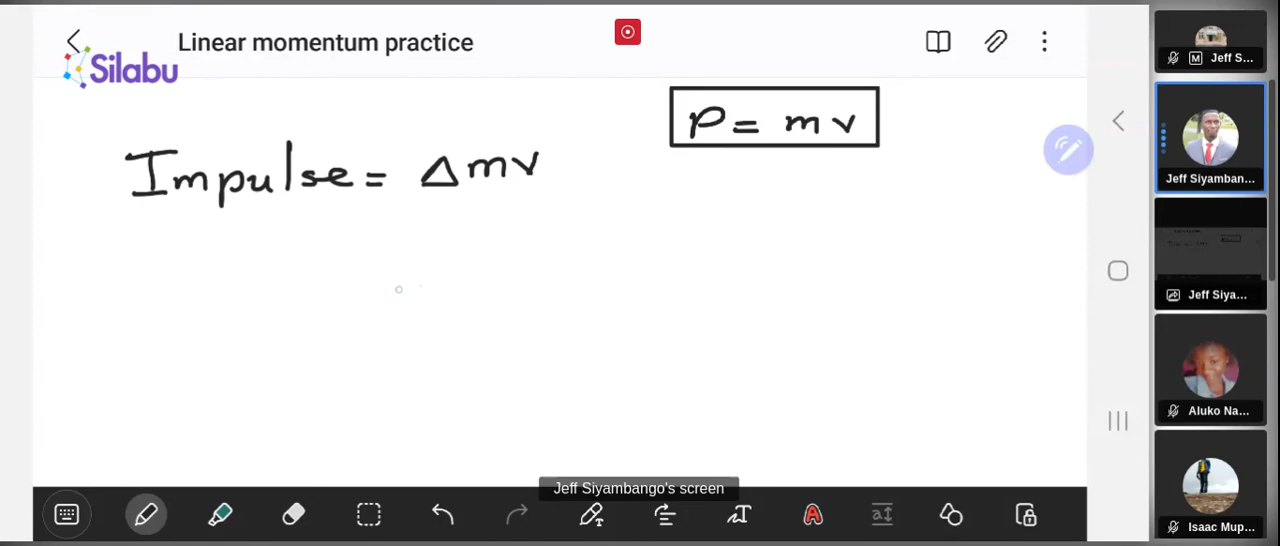 Linear momentum practice
Silabu
P = mv
Impulse = Δmv
Jeff Siyambango's screen
M Jeff S...
Jeff Siyamban...
Jeff Siya...
Aluko Na...
Isaac Mup...